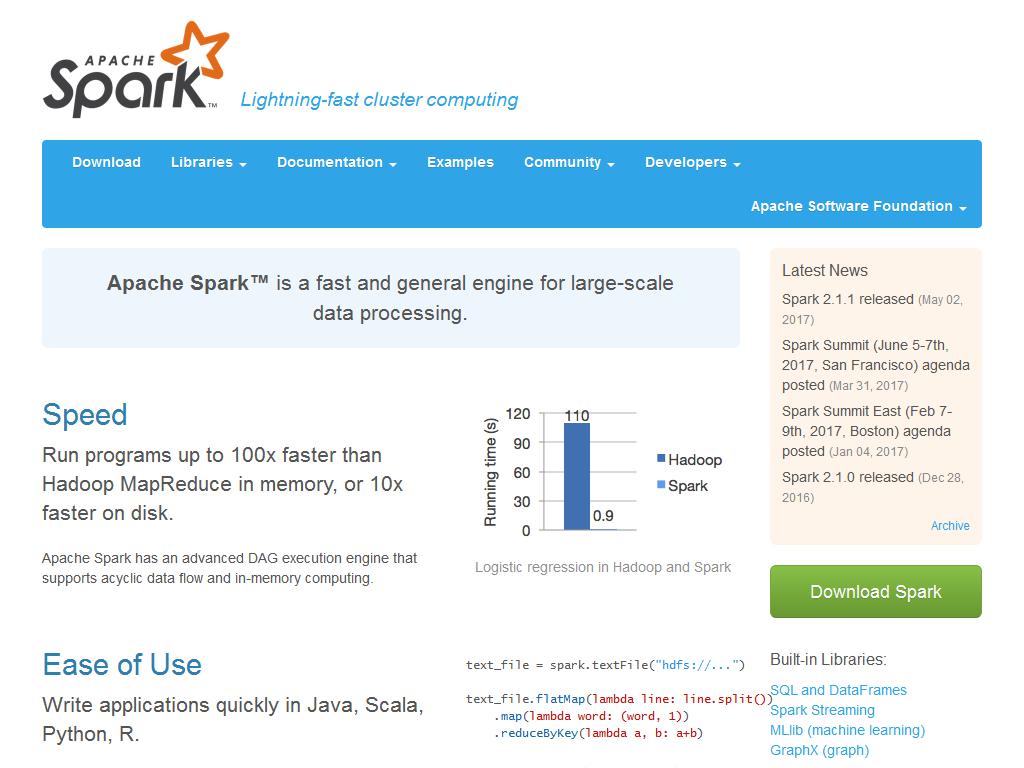 APACHE
Spark™
Lightning-fast cluster computing
Download Libraries Documentation Examples Community Developers
Apache Software Foundation
Apache Spark™ is a fast and general engine for large-scale
data processing.
Speed
Run programs up to 100x faster than
Hadoop MapReduce in memory, or 10x
faster on disk.
Apache Spark has an advanced DAG execution engine that
supports acyclic data flow and in-memory computing.
Running time (s)
120
90
60
30
0
110
0.9
Hadoop
Spark
Logistic regression in Hadoop and Spark
Latest News
Spark 2.1.1 released (May 02,
2017)
Spark Summit (June 5-7th,
2017, San Francisco) agenda
posted (Mar 31, 2017)
Spark Summit East (Feb 7-
9th, 2017, Boston) agenda
posted (Jan 04, 2017)
Spark 2.1.0 released (Dec 28,
2016)
Archive
Download Spark
Ease of Use
Write applications quickly in Java, Scala,
Python, R.
text_file = spark.textFile("hdfs://...")
text_file.flatMap(lambda line: line.split())
.map(lambda word: (word, 1))
.reduceByKey(lambda a, b: a+b)
Built-in Libraries:
SQL and DataFrames
Spark Streaming
MLlib (machine learning)
GraphX (graph)